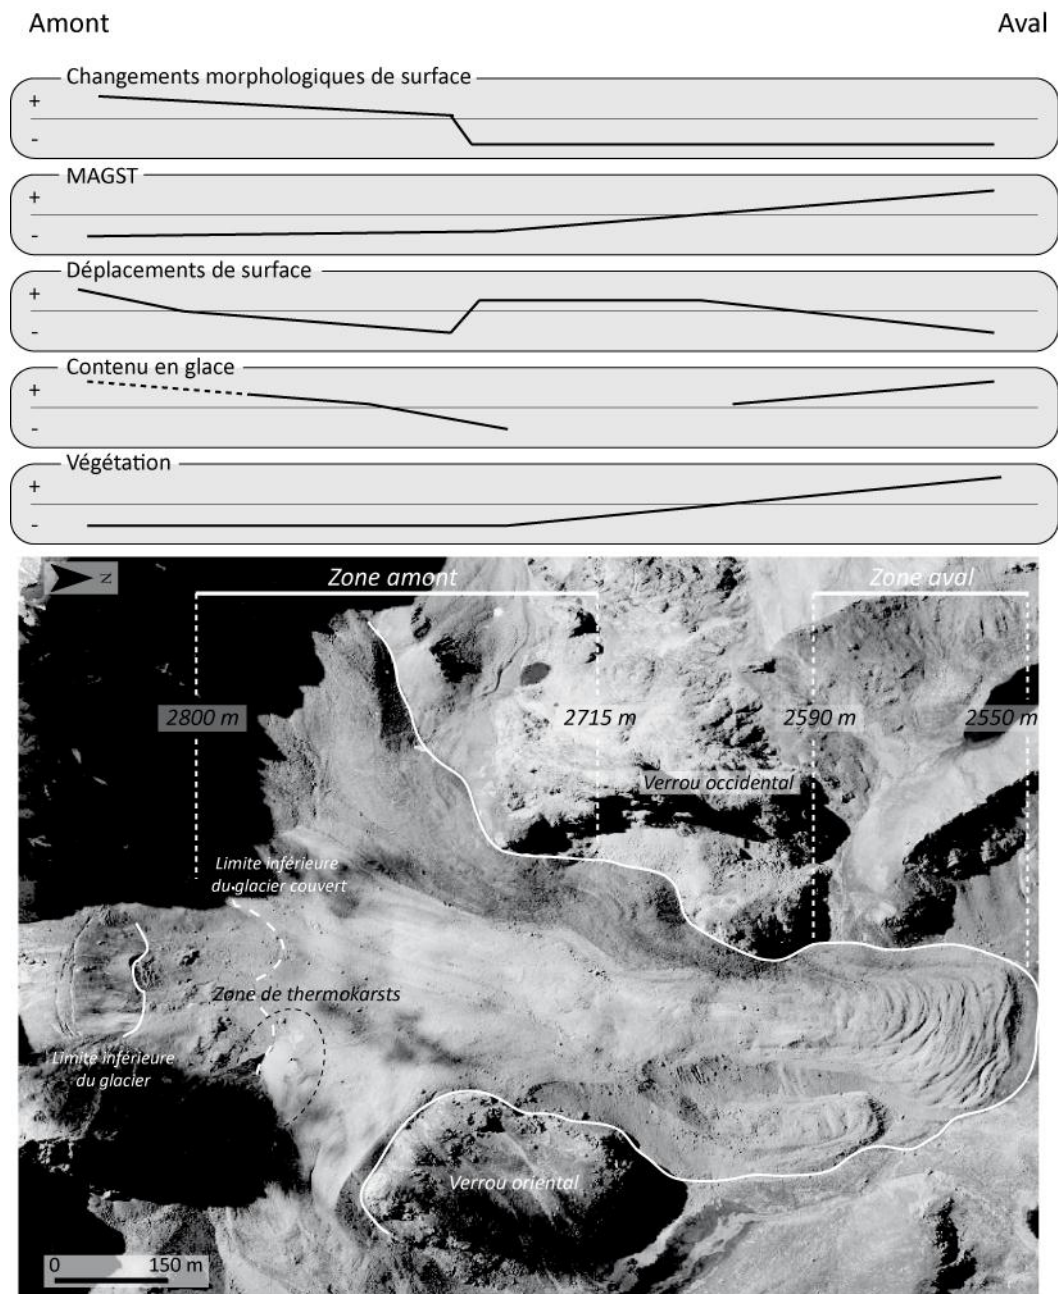 Amont
Aval
Changements morphologiques de surface
+
-
MAGST
+
-
Déplacements de surface
+
-
Contenu en glace
+
-
Végétation
+
-
N
Zone amont
Zone aval
2800 m
2715 m
2590 m
2550 m
Verrou occidental
Limite inférieure
du glacier couvert
Zone de thermokarsts
Limite inférieure
du glacier
Verrou oriental
0
150 m